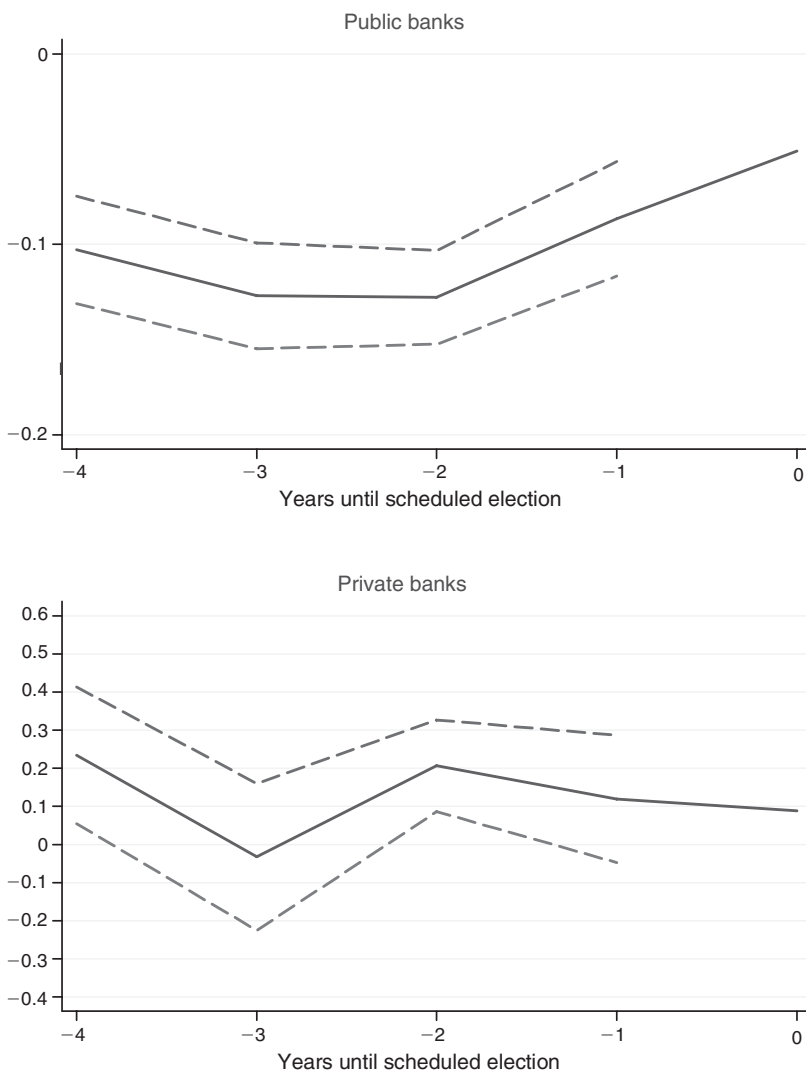 Public banks
0
−0.1
−0.2
−4 −3 −2 −1 0
Years until scheduled election
Private banks
0.6
0.5
0.4
0.3
0.2
0.1
0
−0.1
−0.2
−0.3
−0.4
−4 −3 −2 −1 0
Years until scheduled election